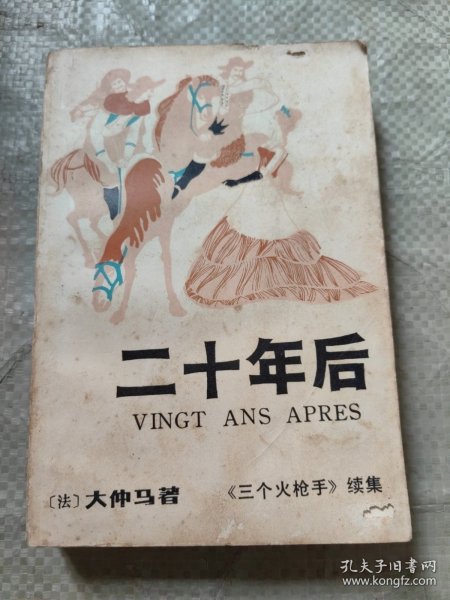 二十年后
VINGT ANS APRES
〔法〕大仲马著 《三个火枪手》续集
孔夫子旧书网
www.kongfz.com